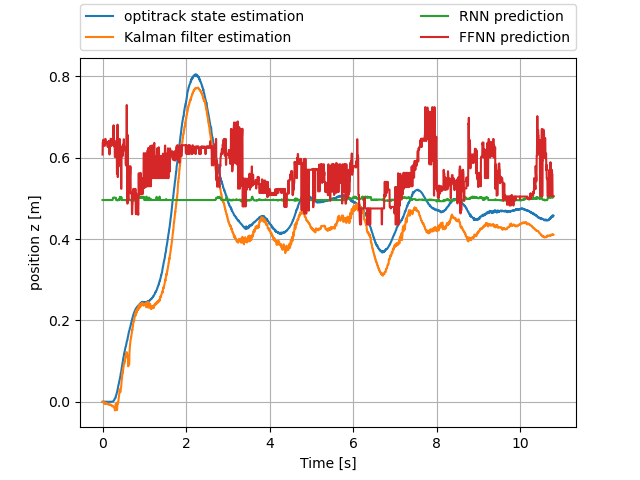 optitrack state estimation
Kalman filter estimation
RNN prediction
FFNN prediction
0.8
0.6
0.4
0.2
0.0
position z [m]
0 2 4 6 8 10
Time [s]